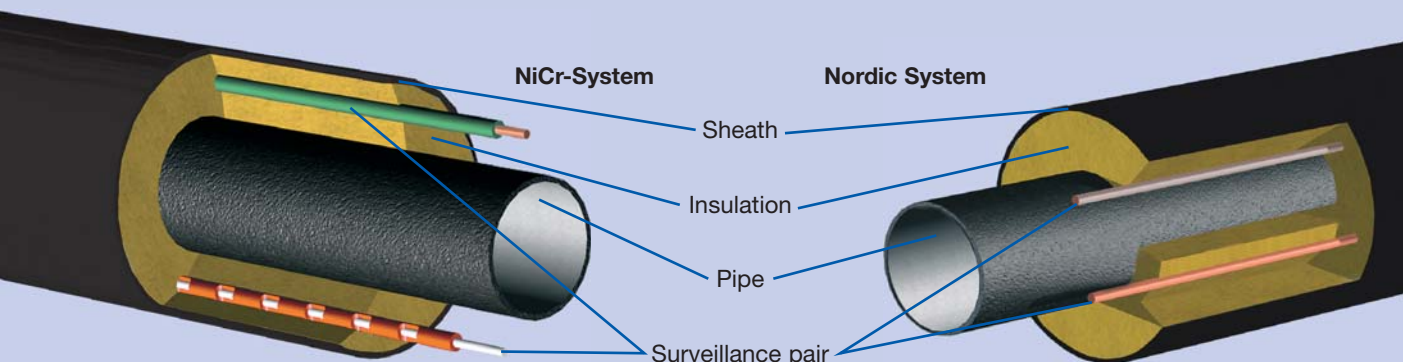 NiCr-System
Nordic System
Sheath
Insulation
Pipe
Surveillance pair